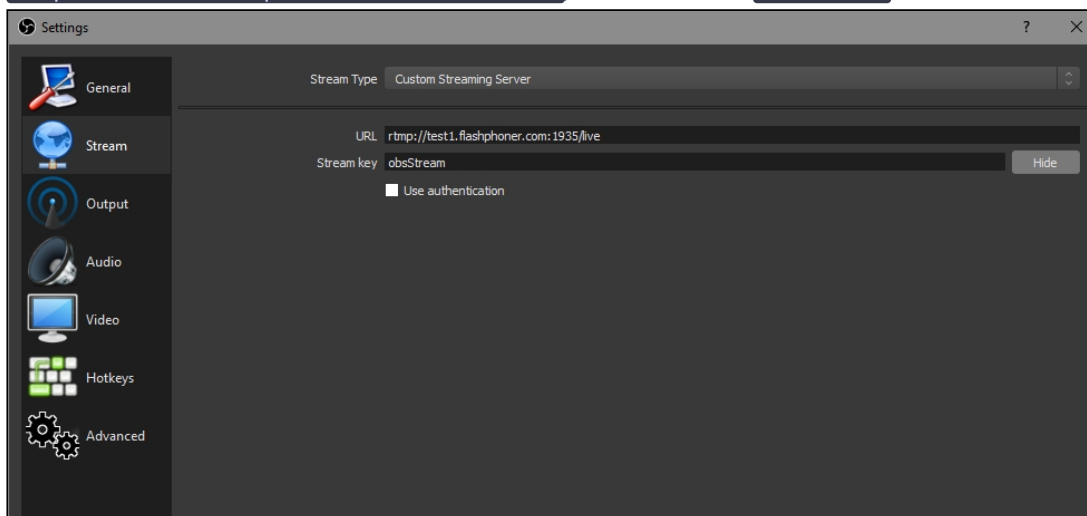 Settings ? X
General
Stream Type Custom Streaming Server
URL rtmp://test1.flashphoner.com:1935/live
Stream
Stream key obsStream Hide
Use authentication
Output
Audio
Video
Hotkeys
Advanced